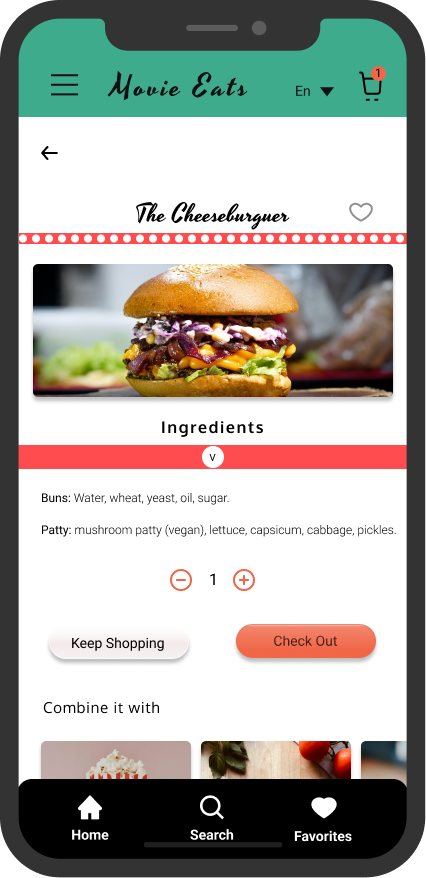 Movie Eats
En
1
The Cheeseburguer
Ingredients
v
Buns: Water, wheat, yeast, oil, sugar.
Patty: mushroom patty (vegan), lettuce, capsicum, cabbage, pickles.
1
Keep Shopping
Check Out
Combine it with
Home
Search
Favorites